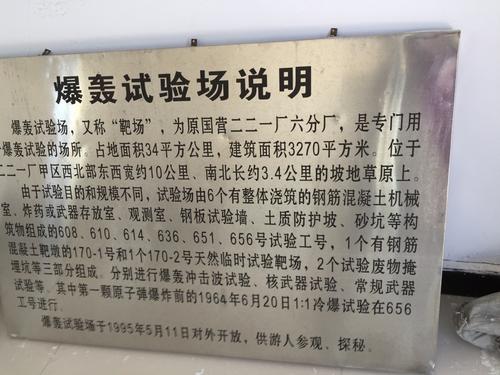 爆轰试验场说明
爆轰试验场，又称“靶场”，为原国营二二一厂六分厂，是专门用
爆轰试验的场所。占地面积34平方公里，建筑面积3270平方米。位于
二二一厂甲区西北部东西宽约10公里、南北长约3.4公里的坡地草原上。
由于试验目的和规模不同，试验场由6个有整体浇筑的钢筋混凝土机械
室、炸药或武器存放室、观测室、钢板试验墙、土质防护坡、砂坑等构
筑物组成的608、610、614、636、651、656号试验工号，1个有钢筋
混凝土靶墩的170-1号和1个170-2号天然临时试验靶场，2个试验废物掩
埋坑等三部分组成。分别进行爆轰冲击波试验、核武器试验、常规武器
试验等。其中第一颗原子弹爆炸前的1964年6月20日1:1冷爆试验在656
工号进行。
爆轰试验场于1995年5月11日对外开放，供游人参观、探秘。